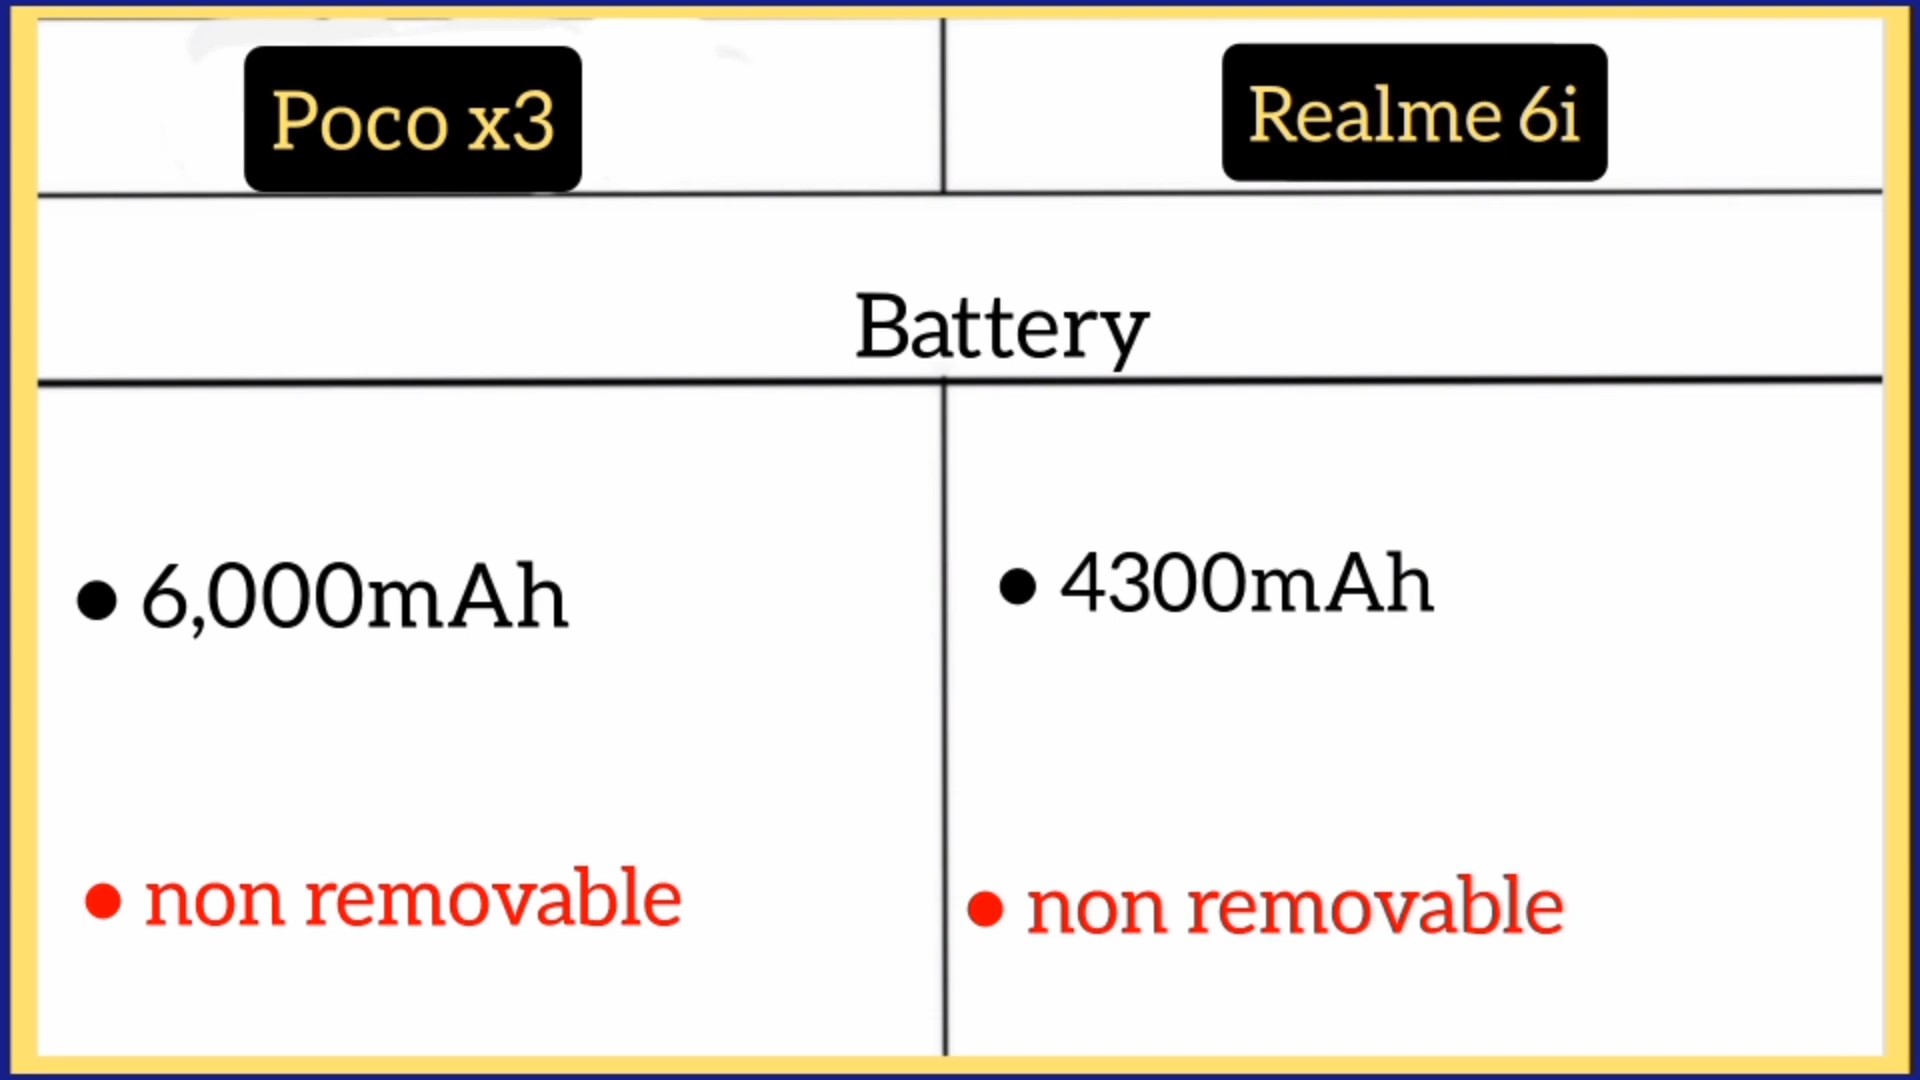 Poco x3
Realme 6i
Battery
● 6,000mAh
● 4300mAh
● non removable
● non removable